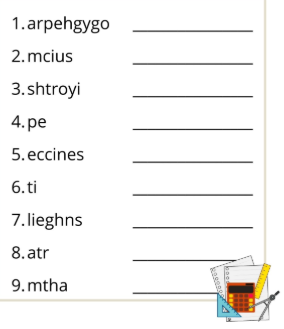 1. arpehgygo
2. mcius
3. shtroyi
4. pe
5. eccines
6. ti
7. lieghns
8. atr
9. mtha